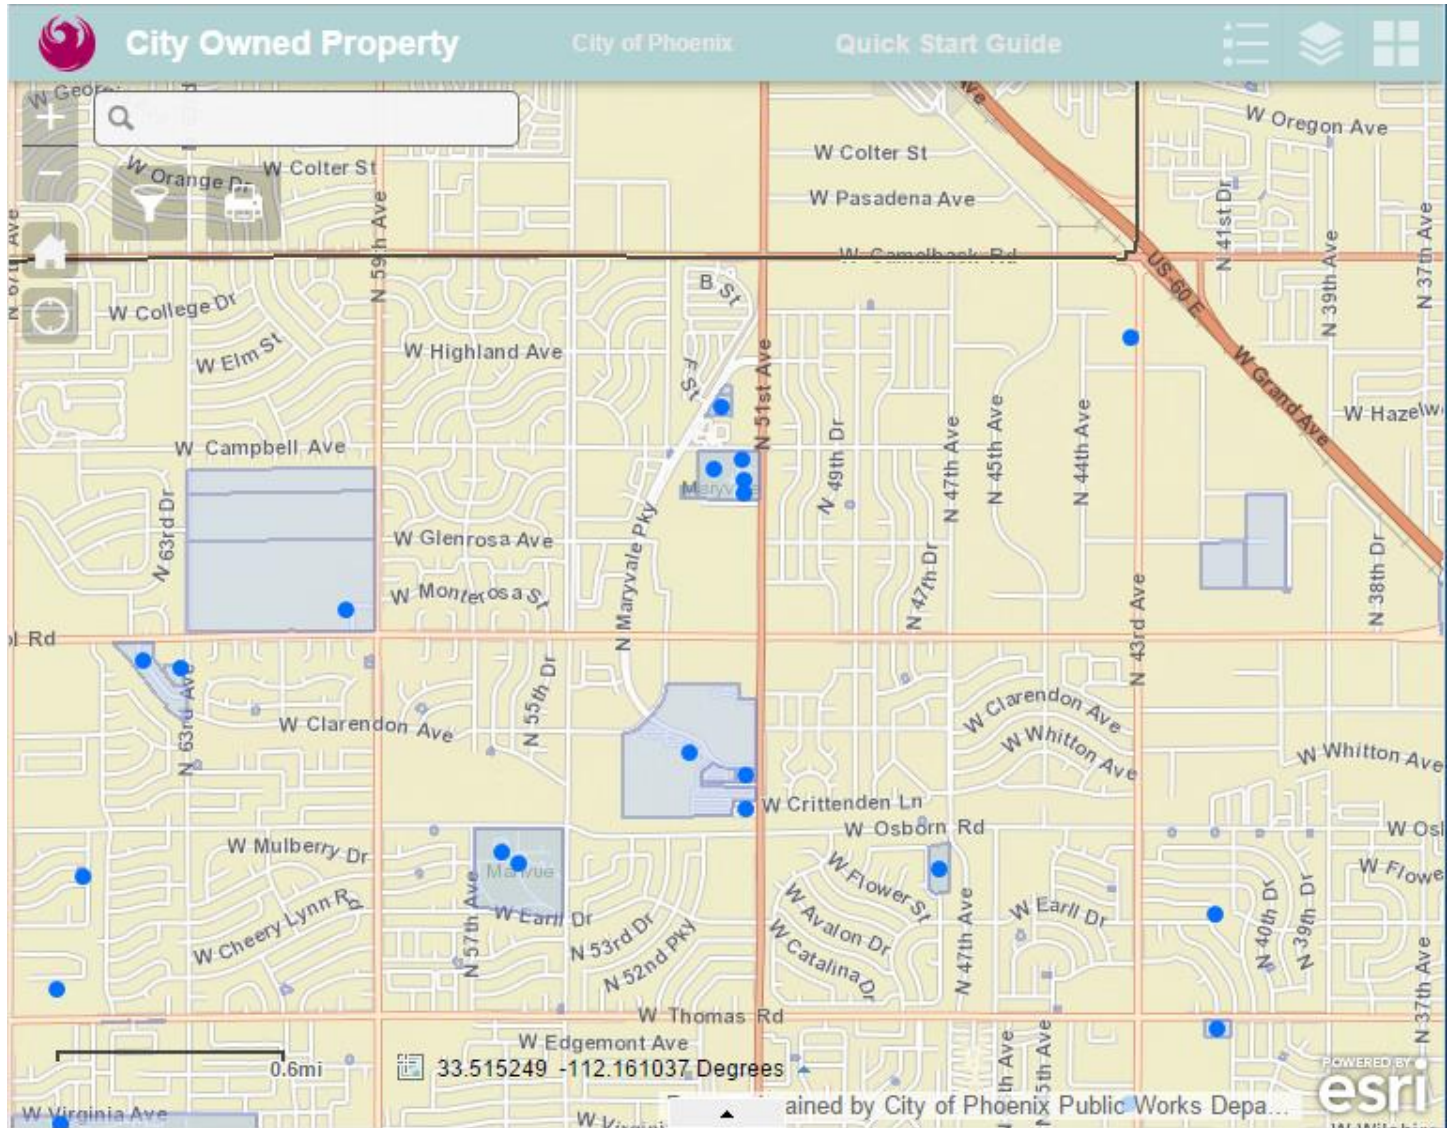 City Owned Property
City of Phoenix
Quick Start Guide
W Oregon Ave
W Colter St
W Orange Dr
W Colter St
W Pasadena Ave
N 41st Dr
N 37th Ave
N 59th Ave
N 39th Ave
W Camelback Rd
US-60 E
B St
W College Dr
W Elm St
W Highland Ave
F St
N 51st Ave
W Grand Ave
W Campbell Ave
N 49th Dr
N 47th Ave
N 45th Ave
N 44th Ave
N 63rd Dr
N Maryvale Pky
W Glenrosa Ave
W Monterosa St
N 47th Dr
N 43rd Ave
N 38th Dr
N 63rd Ave
N 55th Dr
W Clarendon Ave
W Clarendon Ave
W Whitton Ave
W Whitton Ave
W Crittenden Ln
W Osborn Rd
W Mulberry Dr
W Flower St
W Flowe
W Cheery Lynn Rd
N 57th Ave
W Earll Dr
N 53rd Dr
N 52nd Pky
W Avalon Dr
W Catalina Dr
N 47th Ave
W Earll Dr
N 40th Dr
N 39th Dr
N 37th Ave
W Thomas Rd
W Edgemont Ave
0.6mi
33.515249 -112.161037 Degrees
POWERED BY
esri
W Virginia Ave
ained by City of Phoenix Public Works Depa...